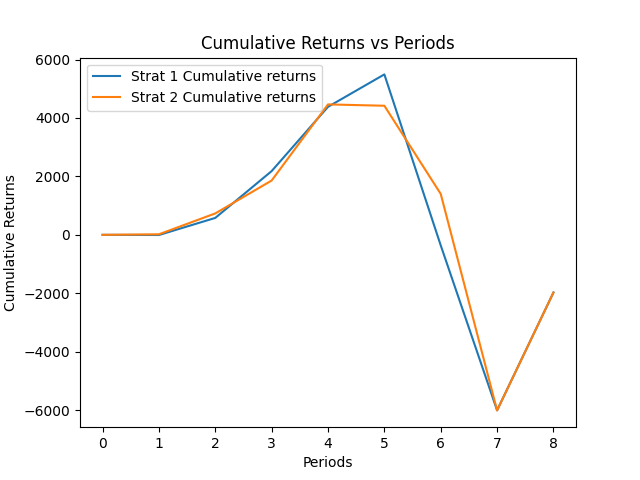 Cumulative Returns vs Periods
Strat 1 Cumulative returns
Strat 2 Cumulative returns
Cumulative Returns
6000
4000
2000
0
−2000
−4000
−6000
0 1 2 3 4 5 6 7 8
Periods